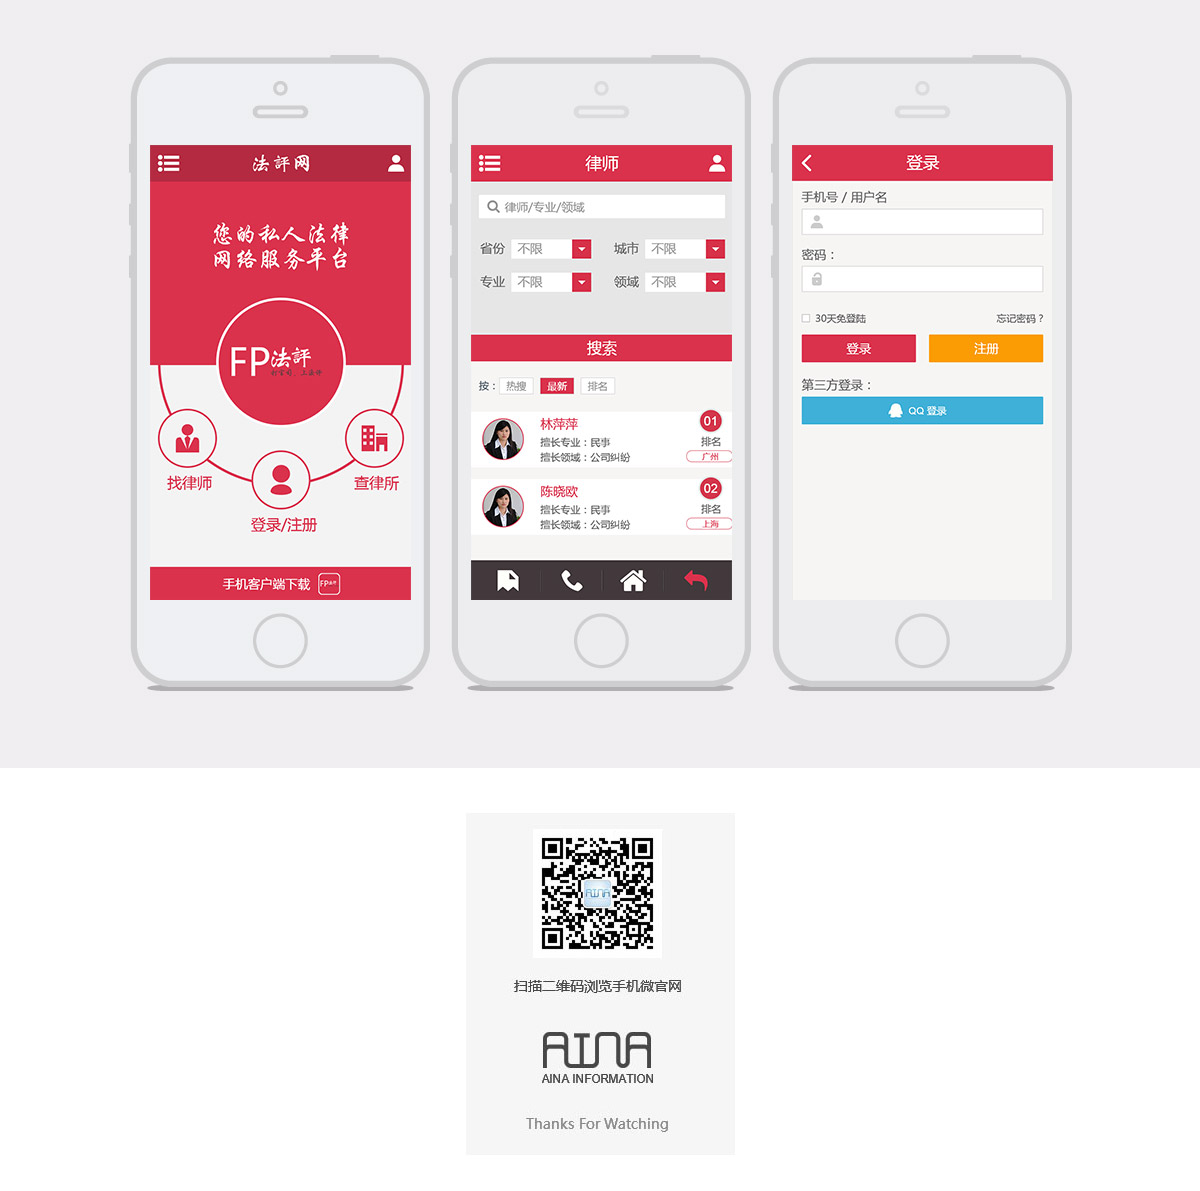 法評网
您的私人法律
网络服务平台
FP法評
找律师
查律所
登录/注册
手机客户端下载
律师
律师/专业/领域
省份 不限 城市 不限
专业 不限 领域 不限
搜索
按： 热搜 最新 排名
林萍萍
擅长专业：民事
擅长领域：公司纠纷
01
排名
广州
陈晓欧
擅长专业：民事
擅长领域：公司纠纷
02
排名
上海
登录
手机号 / 用户名
密码：
30天免登陆 忘记密码？
登录 注册
第三方登录：
QQ 登录
AINA
扫描二维码浏览手机微官网
AINA
AINA INFORMATION
Thanks For Watching